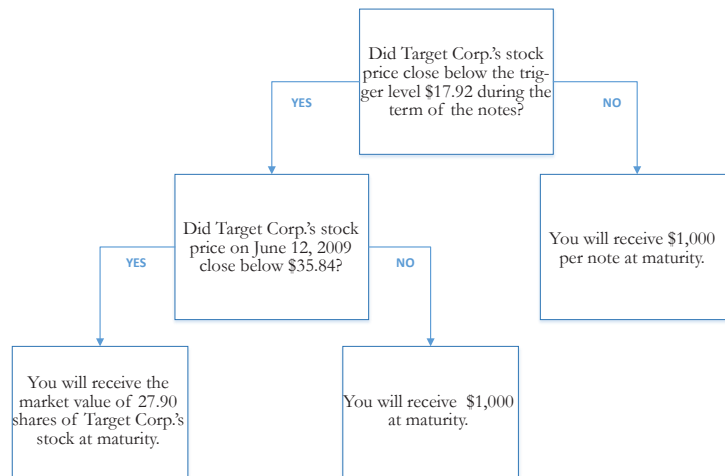 Did Target Corp.'s stock
price close below the trig-
ger level $17.92 during the
term of the notes?
YES
NO
Did Target Corp.'s stock
price on June 12, 2009
close below $35.84?
You will receive $1,000
per note at maturity.
YES
NO
You will receive the
market value of 27.90
shares of Target Corp.'s
stock at maturity.
You will receive $1,000
at maturity.